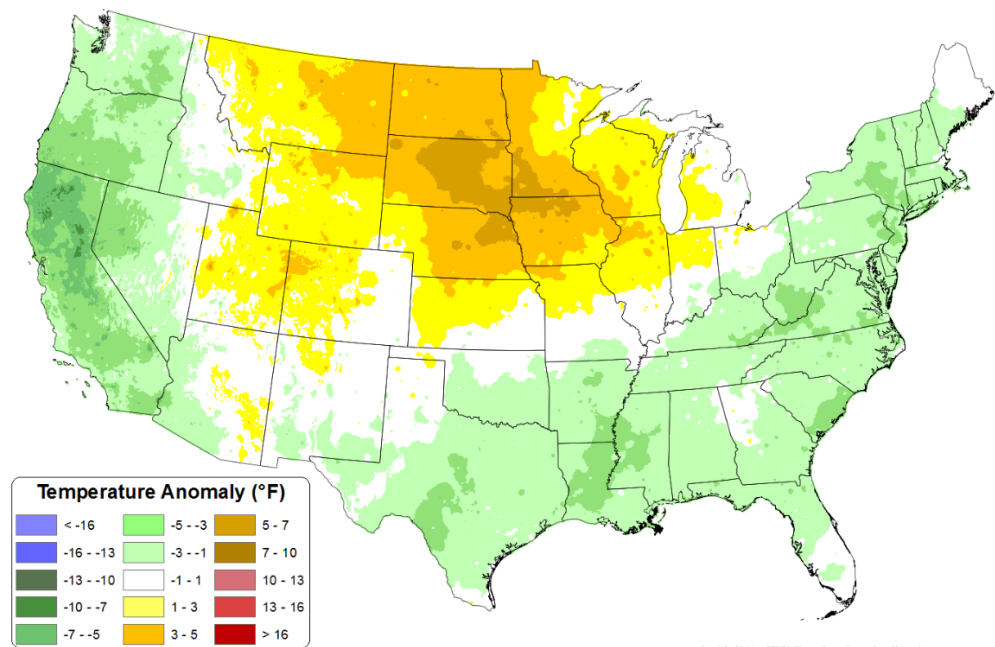 Temperature Anomaly (°F)
< -16 -5 - -3 5 - 7
-16 - -13 -3 - -1 7 - 10
-13 - -10 -1 - 1 10 - 13
-10 - -7 1 - 3 13 - 16
-7 - -5 3 - 5 > 16